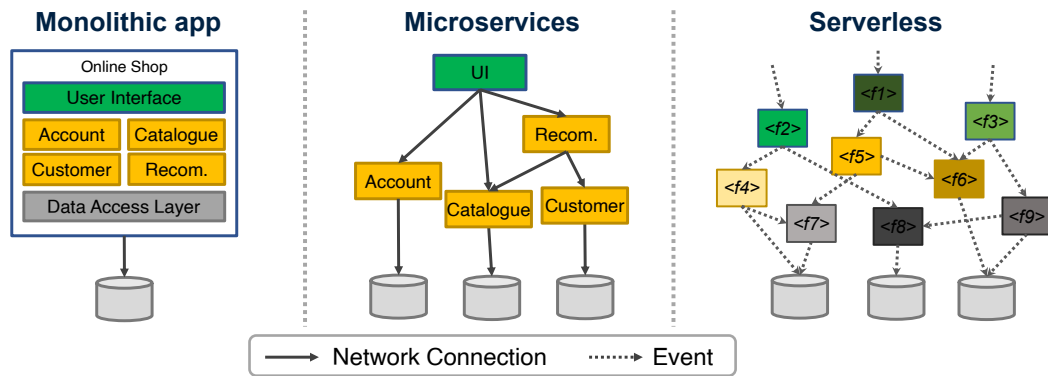 Monolithic app
Microservices
Serverless
Online Shop
User Interface
Account
Catalogue
Customer
Recom.
Data Access Layer
UI
Recom.
Account
Catalogue
Customer
<f1>
<f2>
<f3>
<f5>
<f4>
<f6>
<f7>
<f8>
<f9>
Network Connection
Event